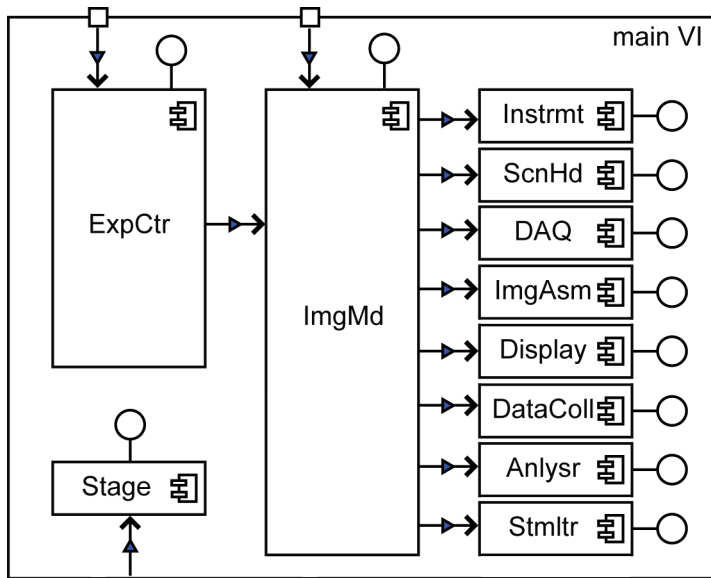 main VI
ExpCtr
ImgMd
Instrmt
ScnHd
DAQ
ImgAsm
Display
DataColl
Anlysr
Stmltr
Stage